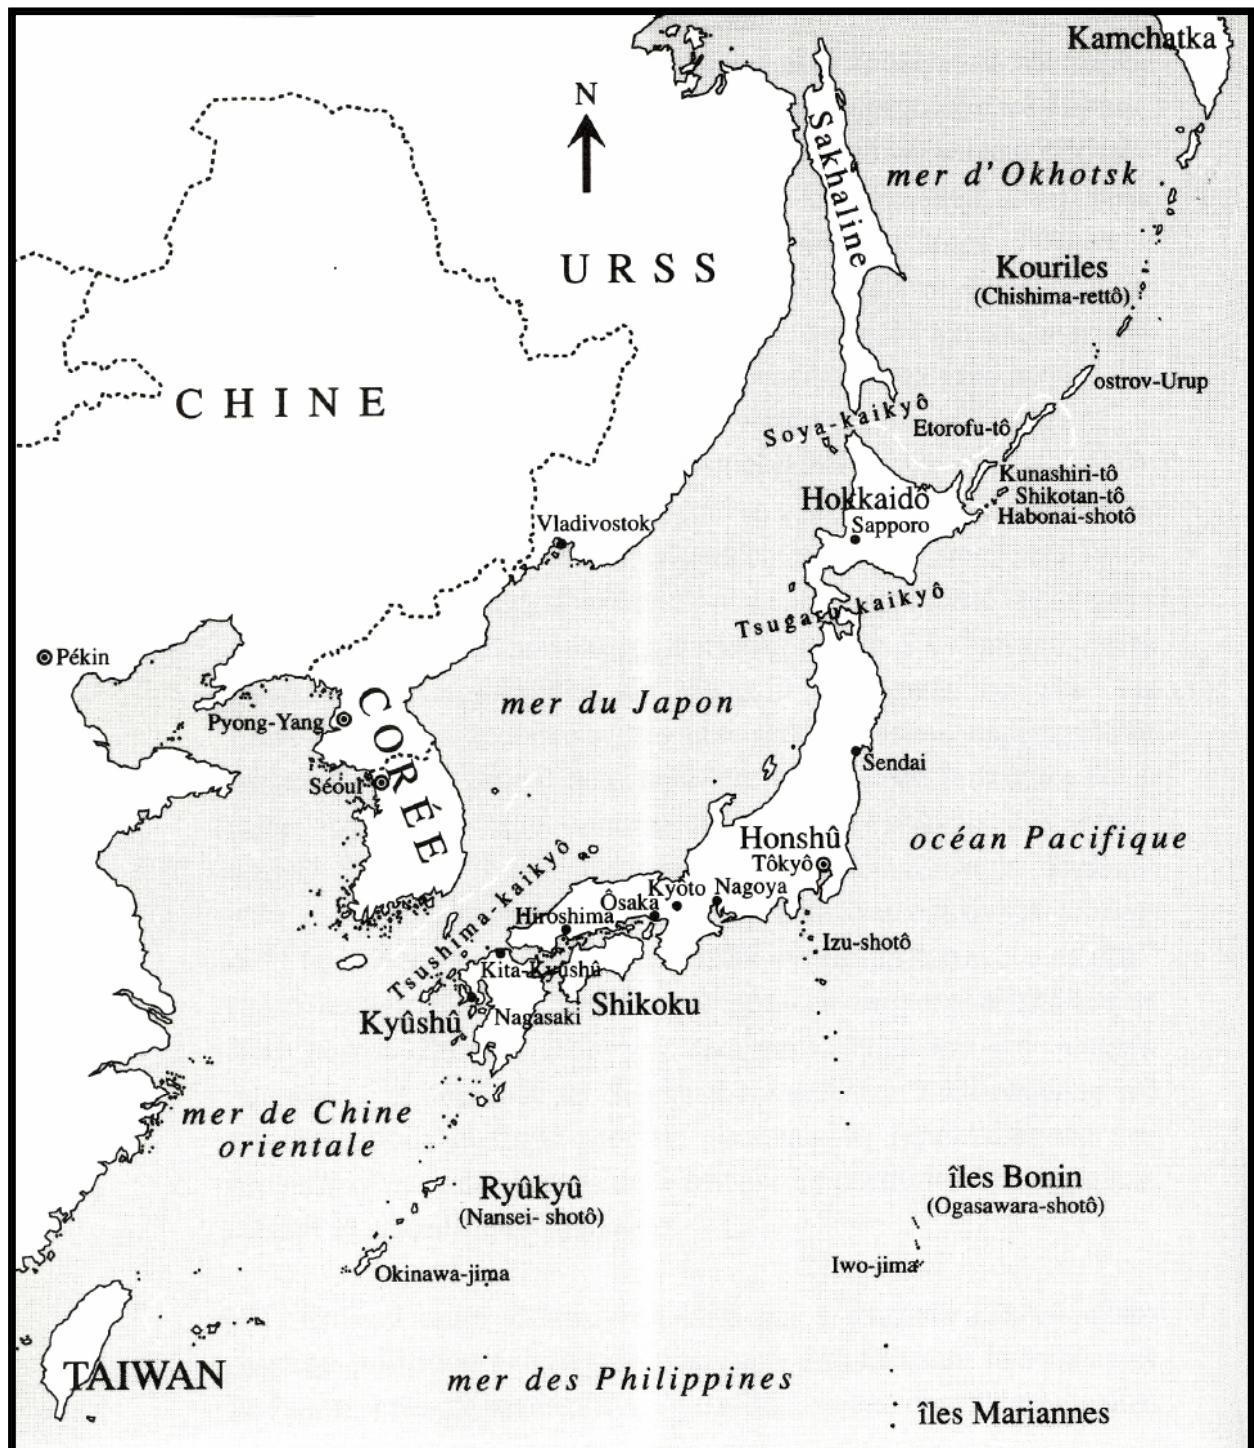 Kamchatka
N
Sakhaline
mer d'Okhotsk
URSS
Kouriles
(Chishima-rettô)
ostrov-Urup
CHINE
Soya-kaikyô
Etorofu-tô
Kunashiri-tô
Hokkaidô
Shikotan-tô
Habonai-shotô
Vladivostok
Sapporo
Tsugaru kaikyô
Pékin
mer du Japon
Pyong-Yang
CORÉE
Séoul
Sendai
Honshû
océan Pacifique
Tôkyô
Kyôto
Nagoya
Ôsaka
Hiroshima
Tsushima-kaikyô
Izu-shotô
Kita-Kyûshû
Shikoku
Kyûshû
Nagasaki
mer de Chine
orientale
Ryûkyû
(Nansei- shotô)
îles Bonin
(Ogasawara-shotô)
Iwo-jima
Okinawa-jima
TAIWAN
mer des Philippines
îles Mariannes